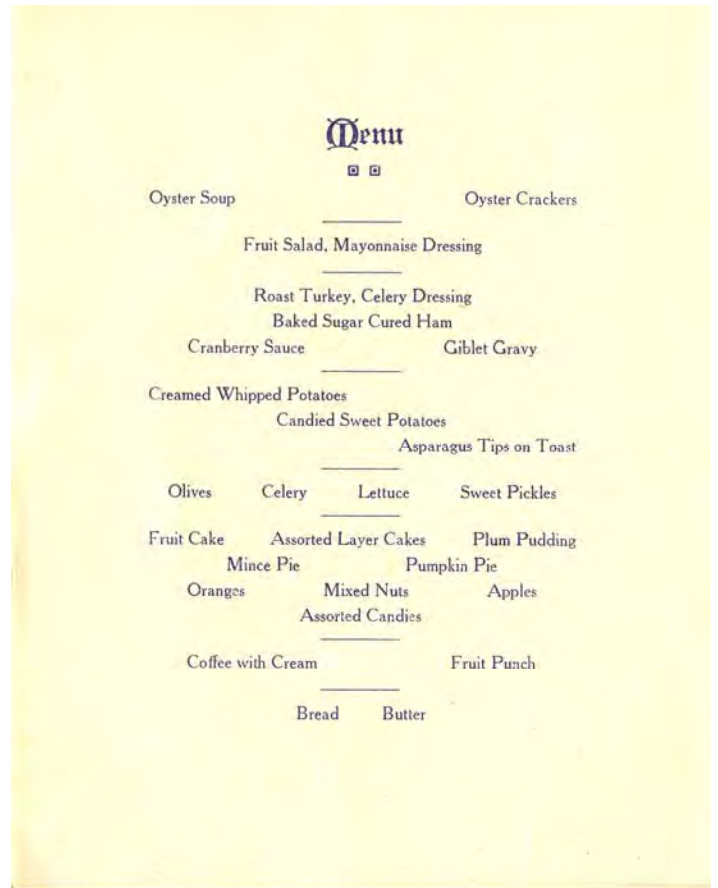 Menu
Oyster Soup Oyster Crackers
Fruit Salad, Mayonnaise Dressing
Roast Turkey, Celery Dressing
Baked Sugar Cured Ham
Cranberry Sauce Giblet Gravy
Creamed Whipped Potatoes
Candied Sweet Potatoes
Asparagus Tips on Toast
Olives Celery Lettuce Sweet Pickles
Fruit Cake Assorted Layer Cakes Plum Pudding
Mince Pie Pumpkin Pie
Oranges Mixed Nuts Apples
Assorted Candies
Coffee with Cream Fruit Punch
Bread Butter